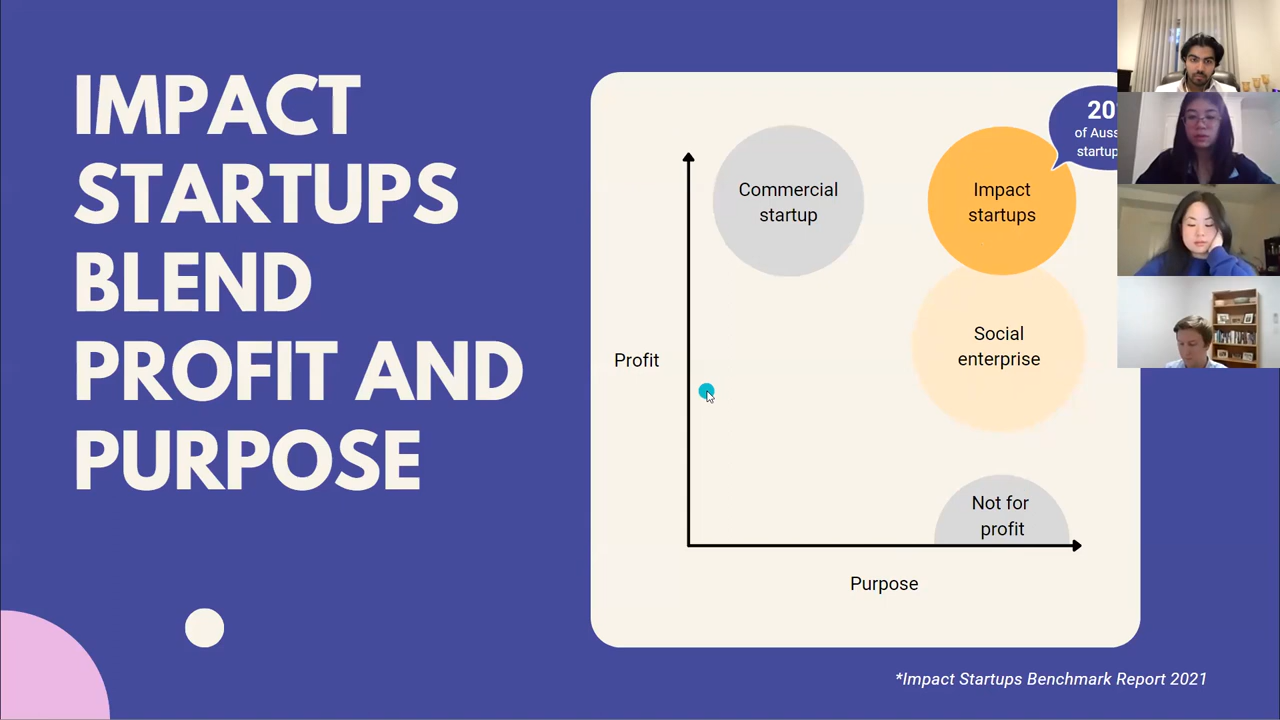 IMPACT
STARTUPS
BLEND
PROFIT AND
PURPOSE
Commercial
startup
Impact
startups
of
Social
enterprise
Profit
Not for
profit
Purpose
*Impact Startups Benchmark Report 2021